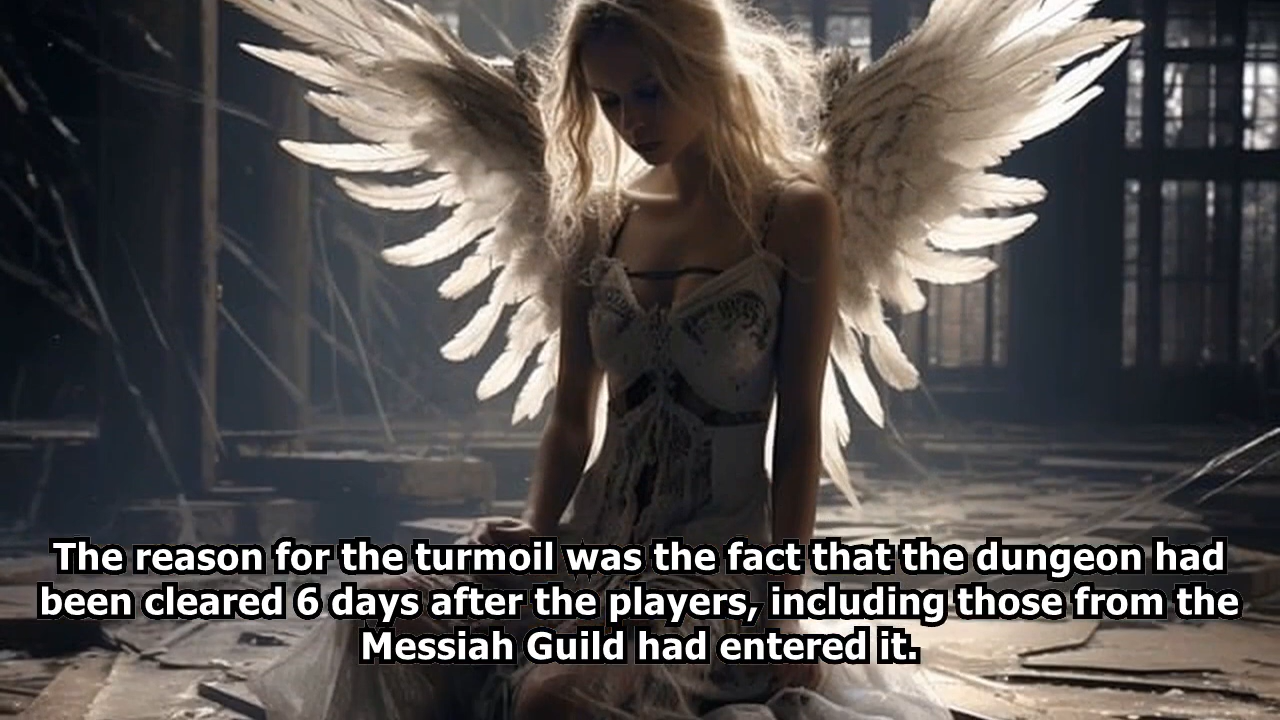 The reason for the turmoil was the fact that the dungeon had
been cleared 6 days after the players, including those from the
Messiah Guild had entered it.